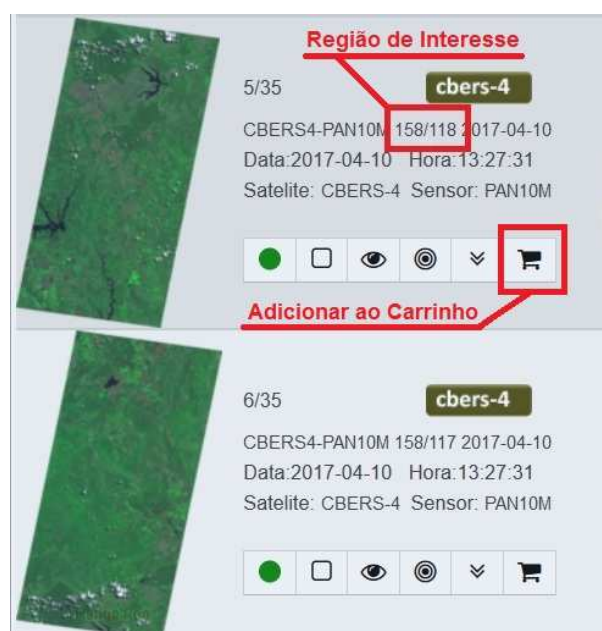 Região de Interesse
5/35
cbers-4
CBERS4-PAN10M 158/118 2017-04-10
Data:2017-04-10 Hora:13:27:31
Satelite: CBERS-4 Sensor: PAN10M
Adicionar ao Carrinho
6/35
cbers-4
CBERS4-PAN10M 158/117 2017-04-10
Data:2017-04-10 Hora:13:27:31
Satelite: CBERS-4 Sensor: PAN10M